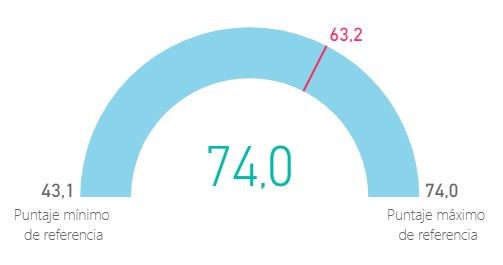 63,2
74,0
43,1
Puntaje mínimo
de referencia
74,0
Puntaje máximo
de referencia